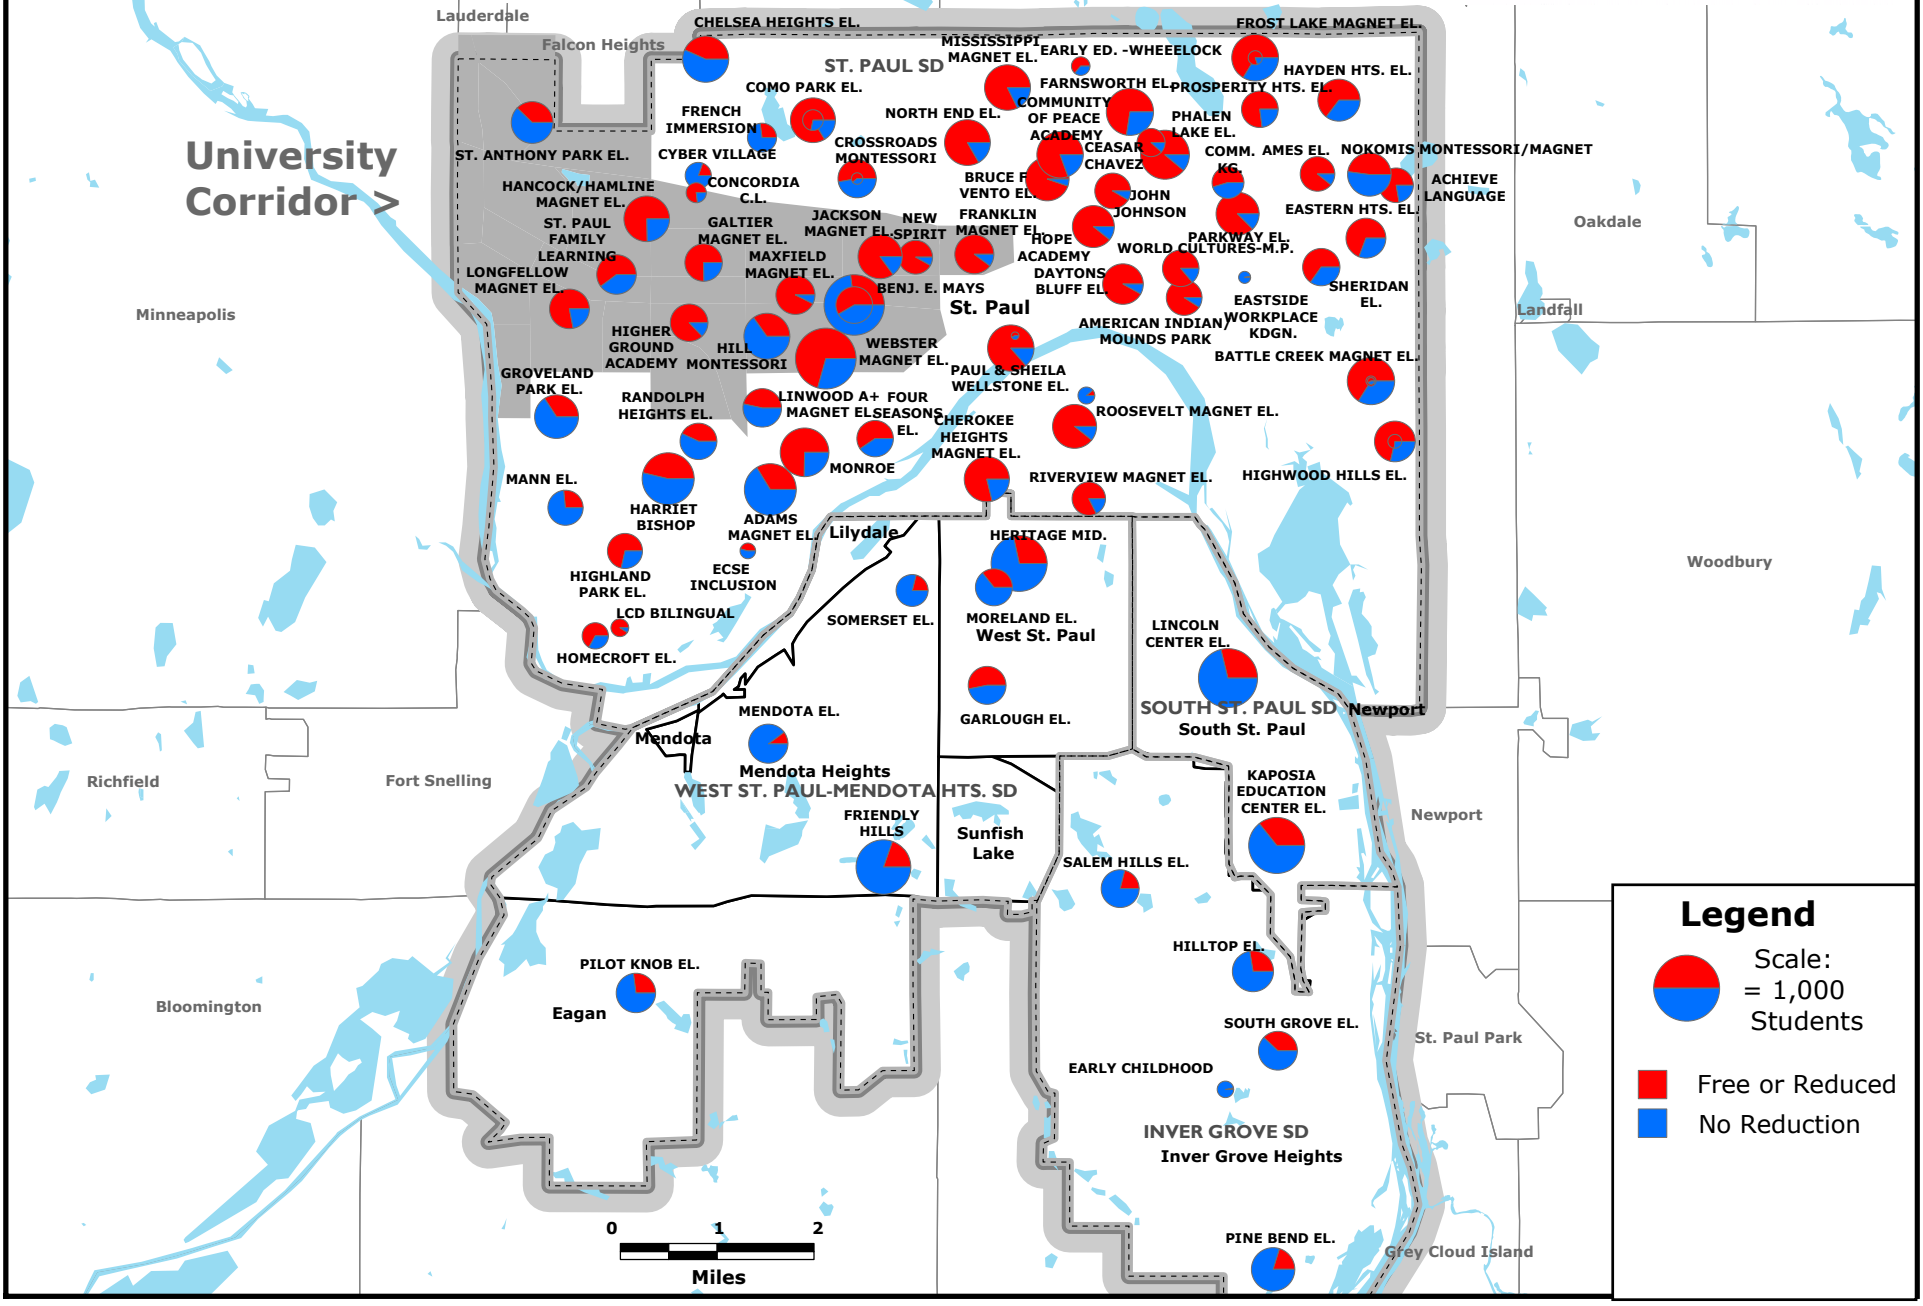 Lauderdale
Falcon Heights
CHELSEA HEIGHTS EL.
ST. PAUL SD
MISSISSIPPI
MAGNET EL.
EARLY ED. -WHEEELOCK
FROST LAKE MAGNET EL.
HAYDEN HTS. EL.
COMO PARK EL.
FARNSWORTH EL.
PROSPERITY HTS. EL.
FRENCH
IMMERSION
NORTH END EL.
COMMUNITY
OF PEACE
ACADEMY
PHALEN
LAKE EL.
University
Corridor >
ST. ANTHONY PARK EL.
CYBER VILLAGE
CROSSROADS
MONTESSORI
CEASAR
CHAVEZ
COMM.
KG.
AMES EL.
NOKOMIS MONTESSORI/MAGNET
ACHIEVE
LANGUAGE
HANCOCK/HAMLINE
MAGNET EL.
CONCORDIA
C.L.
BRUCE F
VENTO EL.
JOHN
JOHNSON
EASTERN HTS. EL.
Oakdale
ST. PAUL
FAMILY
LEARNING
GALTIER
MAGNET EL.
JACKSON
MAGNET EL.
NEW
SPIRIT
FRANKLIN
MAGNET EL.
HOPE
ACADEMY
PARKWAY EL.
WORLD CULTURES-M.P.
LONGFELLOW
MAGNET EL.
MAXFIELD
MAGNET EL.
BENJ. E. MAYS
DAYTONS
BLUFF EL.
SHERIDAN
EL.
Minneapolis
St. Paul
EASTSIDE
WORKPLACE
KDGN.
Landfall
HIGHER
GROUND
ACADEMY
HILL
MONTESSORI
WEBSTER
MAGNET EL.
AMERICAN INDIAN/
MOUNDS PARK
BATTLE CREEK MAGNET EL.
GROVELAND
PARK EL.
PAUL & SHEILA
WELLSTONE EL.
RANDOLPH
HEIGHTS EL.
LINWOOD A+
MAGNET EL.
FOUR
SEASONS
EL.
CHEROKEE
HEIGHTS
MAGNET EL.
ROOSEVELT MAGNET EL.
MANN EL.
MONROE
RIVERVIEW MAGNET EL.
HIGHWOOD HILLS EL.
HARRIET
BISHOP
ADAMS
MAGNET EL.
Lilydale
HERITAGE MID.
HIGHLAND
PARK EL.
ECSE
INCLUSION
Woodbury
LCD BILINGUAL
SOMERSET EL.
MORELAND EL.
West St. Paul
LINCOLN
CENTER EL.
HOMECROFT EL.
MENDOTA EL.
GARLOUGH EL.
SOUTH ST. PAUL SD
South St. Paul
Newport
Mendota
Richfield
Fort Snelling
Mendota Heights
WEST ST. PAUL-MENDOTA HTS. SD
KAPOSIA
EDUCATION
CENTER EL.
FRIENDLY
HILLS
Sunfish
Lake
Newport
SALEM HILLS EL.
HILLTOP EL.
PILOT KNOB EL.
Bloomington
Eagan
SOUTH GROVE EL.
St. Paul Park
EARLY CHILDHOOD
INVER GROVE SD
Inver Grove Heights
PINE BEND EL.
Grey Cloud Island
0 1 2
Miles
Legend
Scale:
= 1,000
Students
Free or Reduced
No Reduction